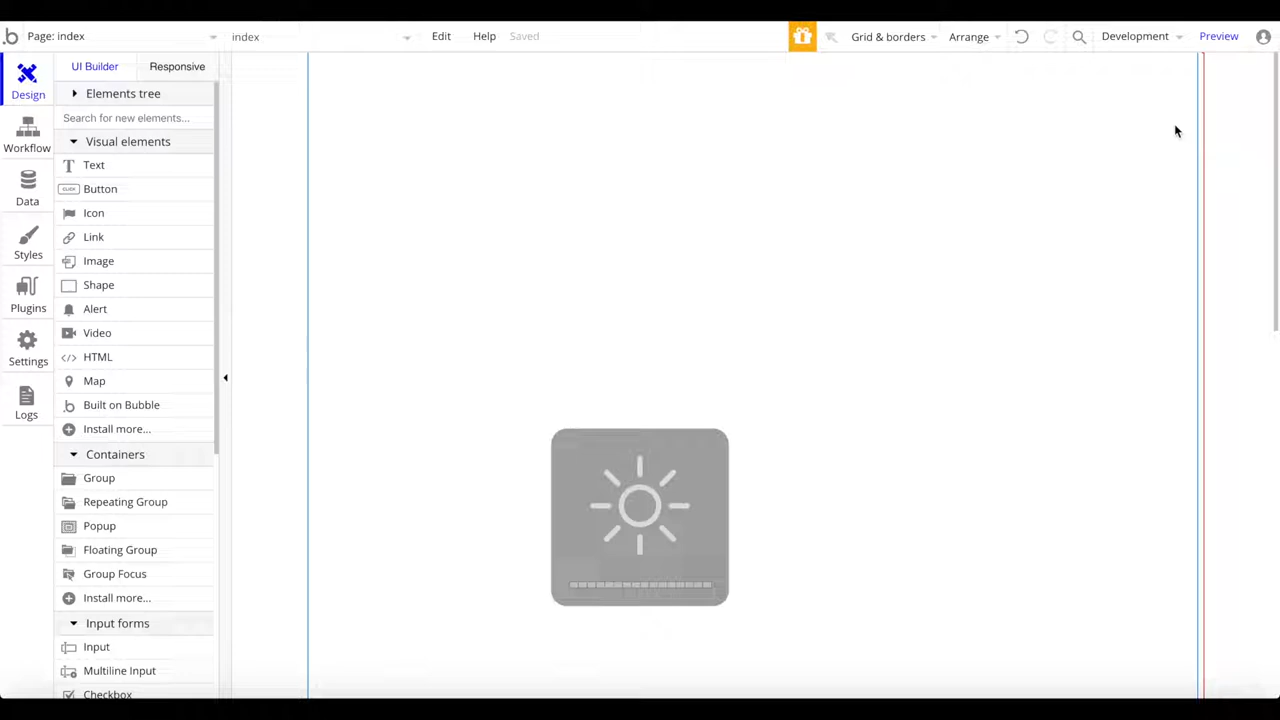 Page: index
index
Edit
Help
Saved
Grid & borders
Arrange
Development
Preview
UI Builder
Responsive
Design
Workflow
Data
Styles
Plugins
Settings
Logs
Elements tree
Search for new elements...
Visual elements
Text
CLICK Button
Icon
Link
Image
Shape
Alert
Video
HTML
Map
Built on Bubble
Install more...
Containers
Group
Repeating Group
Popup
Floating Group
Group Focus
Install more...
Input forms
Input
Multiline Input
Checkbox